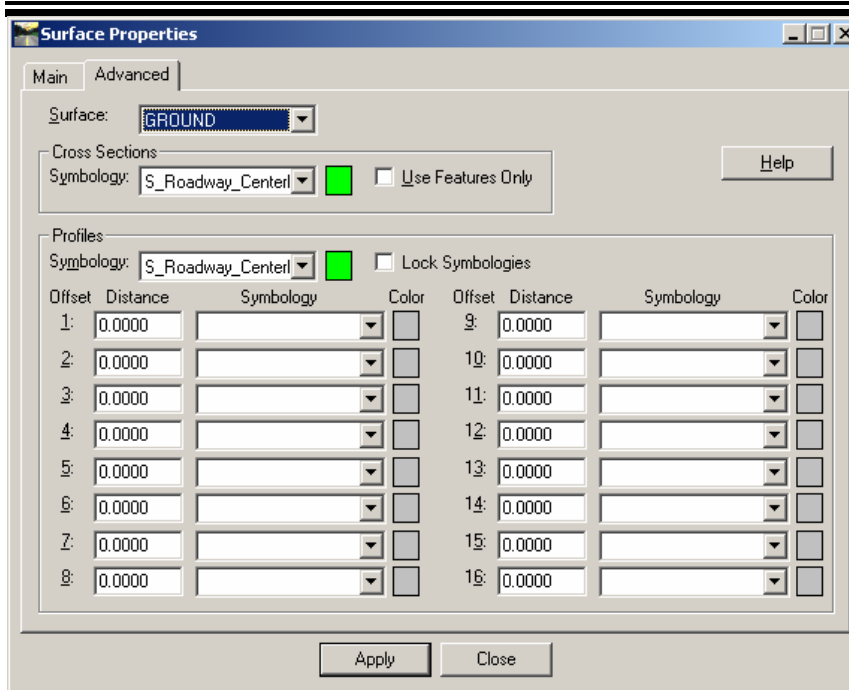 Surface Properties
Main Advanced
Surface: GROUND
Cross Sections
Symbology: S_Roadway_Centerl Use Features Only Help
Profiles
Symbology: S_Roadway_Centerl Lock Symbologies
Offset Distance Symbology Color Offset Distance Symbology Color
1: 0.0000 9: 0.0000
2: 0.0000 10: 0.0000
3: 0.0000 11: 0.0000
4: 0.0000 12: 0.0000
5: 0.0000 13: 0.0000
6: 0.0000 14: 0.0000
7: 0.0000 15: 0.0000
8: 0.0000 16: 0.0000
Apply Close